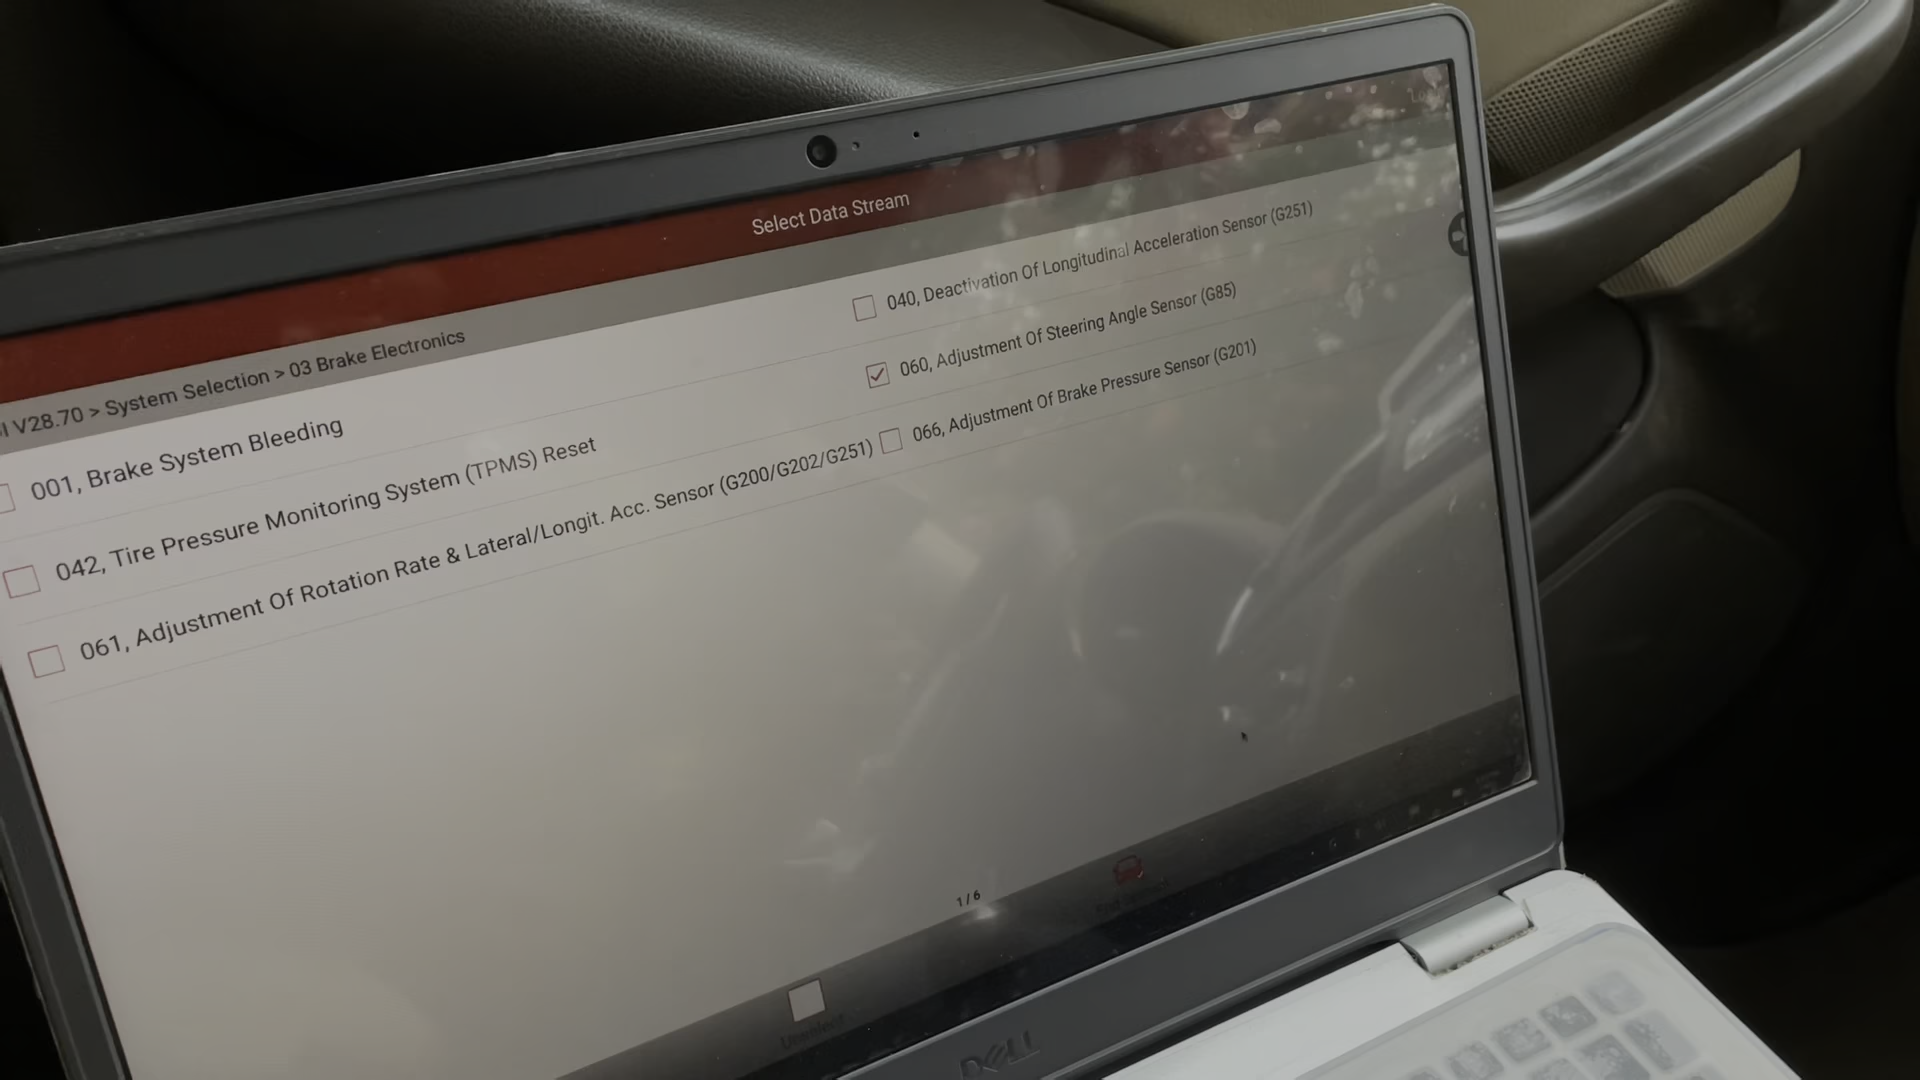 Select Data Stream
I V28.70 > System Selection > 03 Brake Electronics
001, Brake System Bleeding
040, Deactivation Of Longitudinal Acceleration Sensor (G251)
042, Tire Pressure Monitoring System (TPMS) Reset
060, Adjustment Of Steering Angle Sensor (G85)
061, Adjustment Of Rotation Rate & Lateral/Longit. Acc. Sensor (G200/G202/G251)
066, Adjustment Of Brake Pressure Sensor (G201)
1 / 6
Unselect
DELL